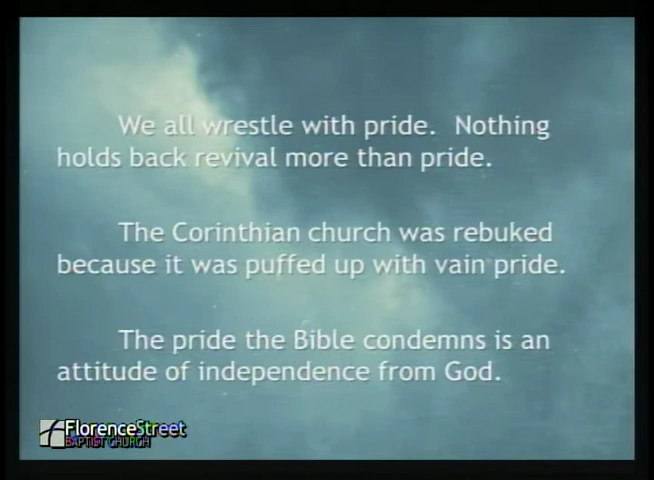 We all wrestle with pride. Nothing
holds back revival more than pride.
The Corinthian church was rebuked
because it was puffed up with vain pride.
The pride the Bible condemns is an
attitude of independence from God.
FlorenceStreet
BAPTIST CHURCH